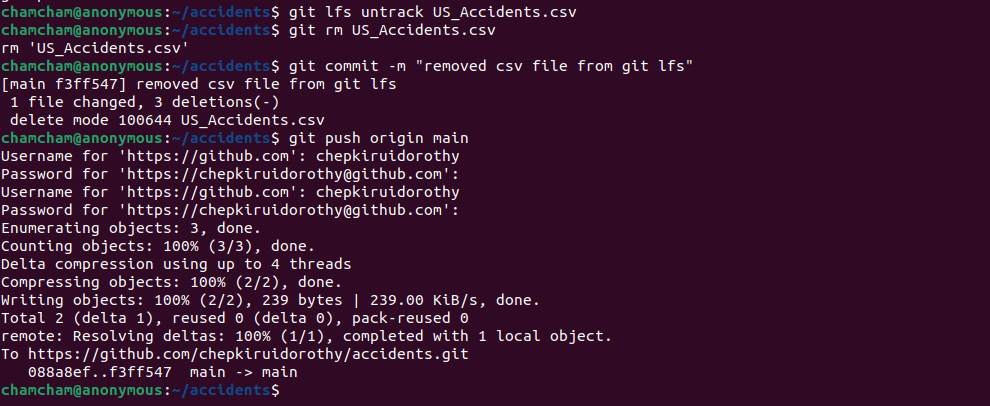 chamcham@anonymous:~/accidents$ git lfs untrack US_Accidents.csv
chamcham@anonymous:~/accidents$ git rm US_Accidents.csv
rm 'US_Accidents.csv'
chamcham@anonymous:~/accidents$ git commit -m "removed csv file from git lfs"
[main f3ff547] removed csv file from git lfs
 1 file changed, 3 deletions(-)
 delete mode 100644 US_Accidents.csv
chamcham@anonymous:~/accidents$ git push origin main
Username for 'https://github.com': chepkiruidorothy
Password for 'https://chepkiruidorothy@github.com':
Username for 'https://github.com': chepkiruidorothy
Password for 'https://chepkiruidorothy@github.com':
Enumerating objects: 3, done.
Counting objects: 100% (3/3), done.
Delta compression using up to 4 threads
Compressing objects: 100% (2/2), done.
Writing objects: 100% (2/2), 239 bytes | 239.00 KiB/s, done.
Total 2 (delta 1), reused 0 (delta 0), pack-reused 0
remote: Resolving deltas: 100% (1/1), completed with 1 local object.
To https://github.com/chepkiruidorothy/accidents.git
   088a8ef..f3ff547  main -> main
chamcham@anonymous:~/accidents$